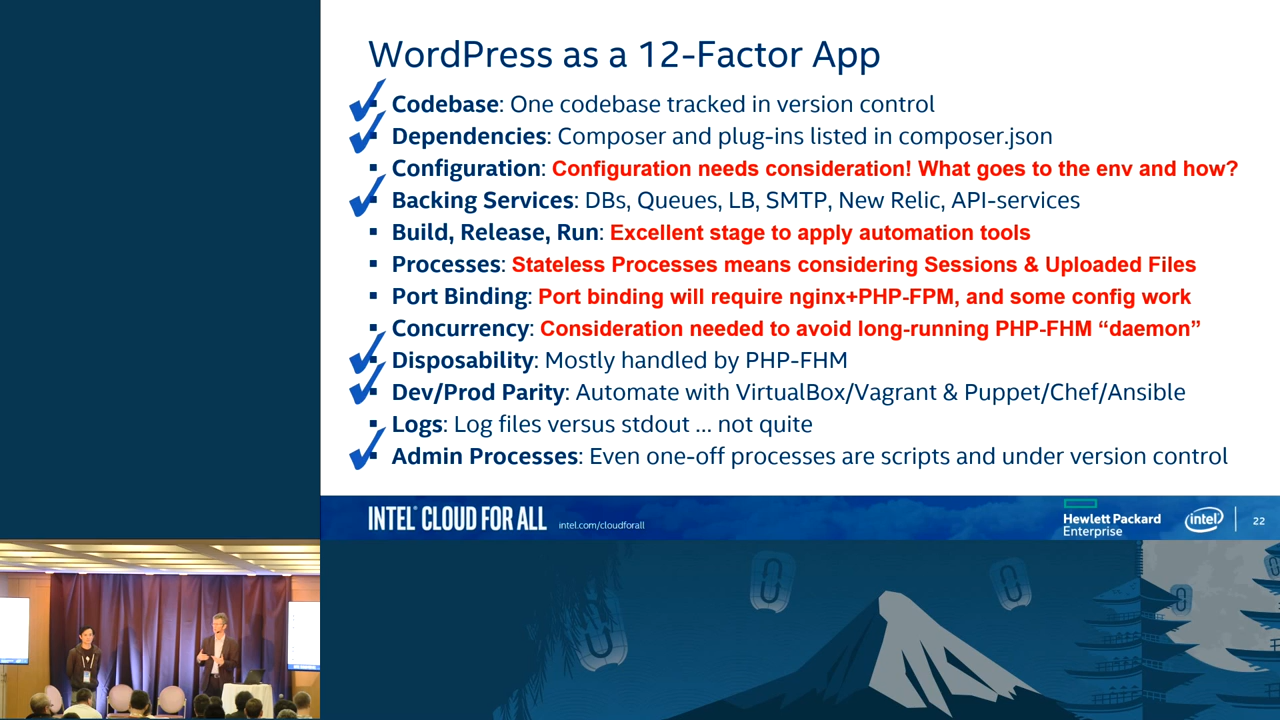 WordPress as a 12-Factor App
▪ Codebase: One codebase tracked in version control
▪ Dependencies: Composer and plug-ins listed in composer.json
▪ Configuration: Configuration needs consideration! What goes to the env and how?
▪ Backing Services: DBs, Queues, LB, SMTP, New Relic, API-services
▪ Build, Release, Run: Excellent stage to apply automation tools
▪ Processes: Stateless Processes means considering Sessions & Uploaded Files
▪ Port Binding: Port binding will require nginx+PHP-FPM, and some config work
▪ Concurrency: Consideration needed to avoid long-running PHP-FHM “daemon”
▪ Disposability: Mostly handled by PHP-FHM
▪ Dev/Prod Parity: Automate with VirtualBox/Vagrant & Puppet/Chef/Ansible
▪ Logs: Log files versus stdout ... not quite
▪ Admin Processes: Even one-off processes are scripts and under version control
INTEL® CLOUD FOR ALL intel.com/cloudforall
Hewlett Packard
Enterprise
intel
22